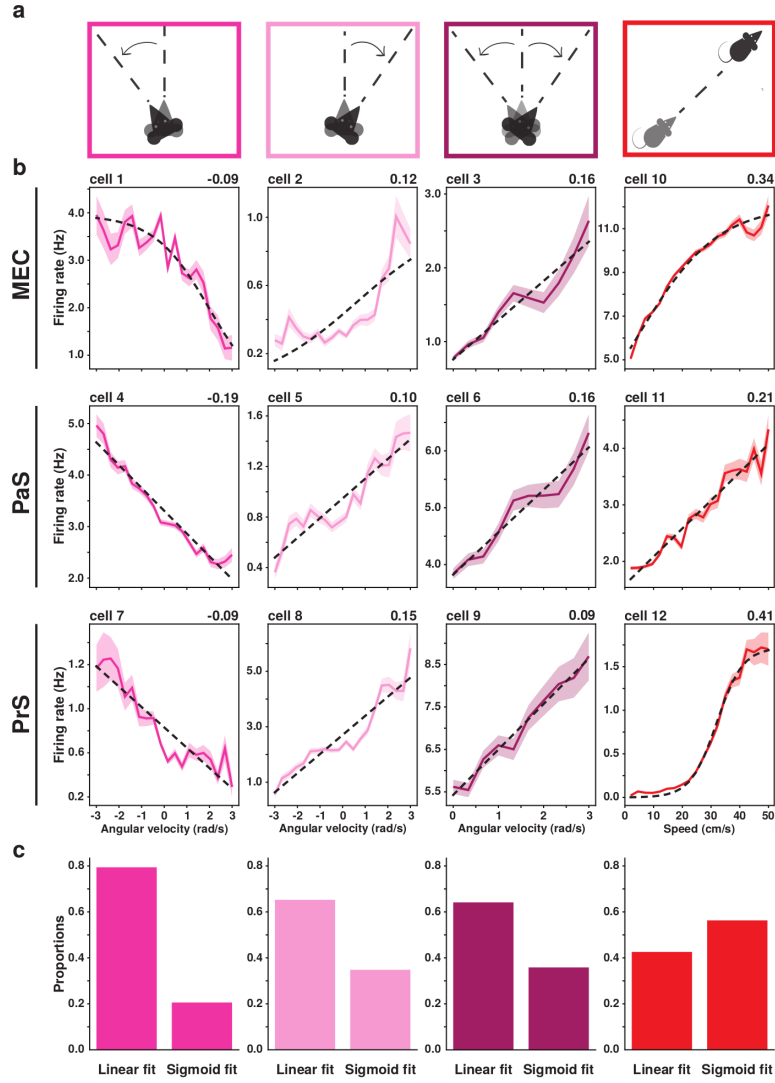 a
b
cell 1 -0.09 cell 2 0.12 cell 3 0.16 cell 10 0.34
MEC
Firing rate (Hz)
4.0 3.0 2.0 1.0
1.0 0.6 0.2
3.0 2.0 1.0
11.0 9.0 7.0 5.0
cell 4 -0.19 cell 5 0.10 cell 6 0.16 cell 11 0.21
PaS
Firing rate (Hz)
5.0 4.0 3.0 2.0
1.6 1.2 0.8 0.4
6.0 5.0 4.0
4.0 3.0 2.0
cell 7 -0.09 cell 8 0.15 cell 9 0.09 cell 12 0.41
PrS
Firing rate (Hz)
1.2 1.0 0.6 0.2
5.0 3.0 1.0
8.5 7.5 6.5 5.5
1.5 1.0 0.5 0.0
-3 -2 -1 0 1 2 3 -3 -2 -1 0 1 2 3 0 1 2 3 0 10 20 30 40 50
Angular velocity (rad/s) Angular velocity (rad/s) Angular velocity (rad/s) Speed (cm/s)
c
Proportions
0.8 0.6 0.4 0.2 0.0
0.8 0.6 0.4 0.2 0.0
0.8 0.6 0.4 0.2 0.0
0.8 0.6 0.4 0.2 0.0
Linear fit Sigmoid fit Linear fit Sigmoid fit Linear fit Sigmoid fit Linear fit Sigmoid fit